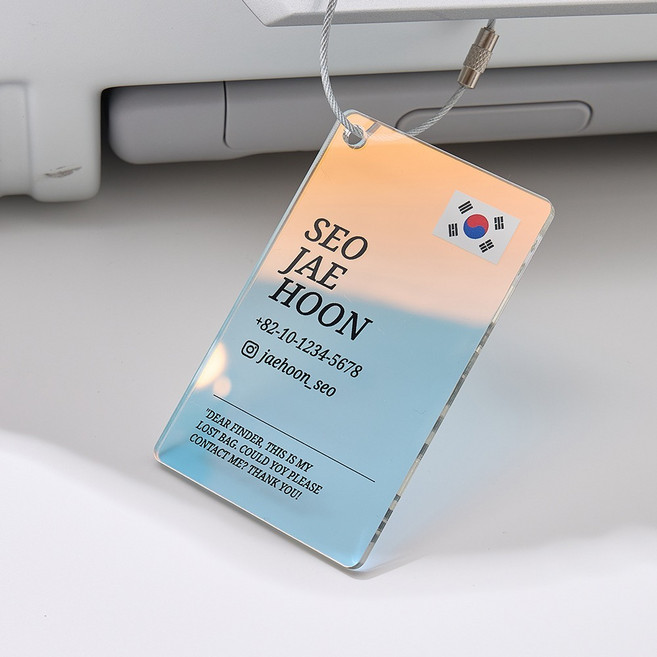 SEO
JAE
HOON
+82-10-1234-5678
jaehoon_seo
"DEAR FINDER, THIS IS MY
LOST BAG. COULD YOY PLEASE
CONTACT ME? THANK YOU!